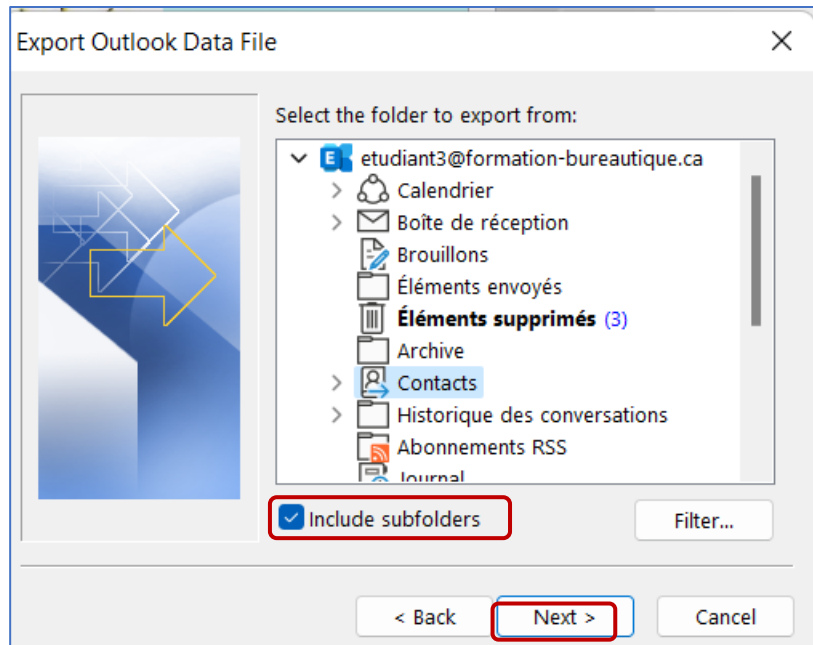 Export Outlook Data File
Select the folder to export from:
etudiant3@formation-bureautique.ca
Calendrier
Boîte de réception
Brouillons
Éléments envoyés
Éléments supprimés (3)
Archive
Contacts
Historique des conversations
Abonnements RSS
Journal
Include subfolders
Filter...
< Back
Next >
Cancel